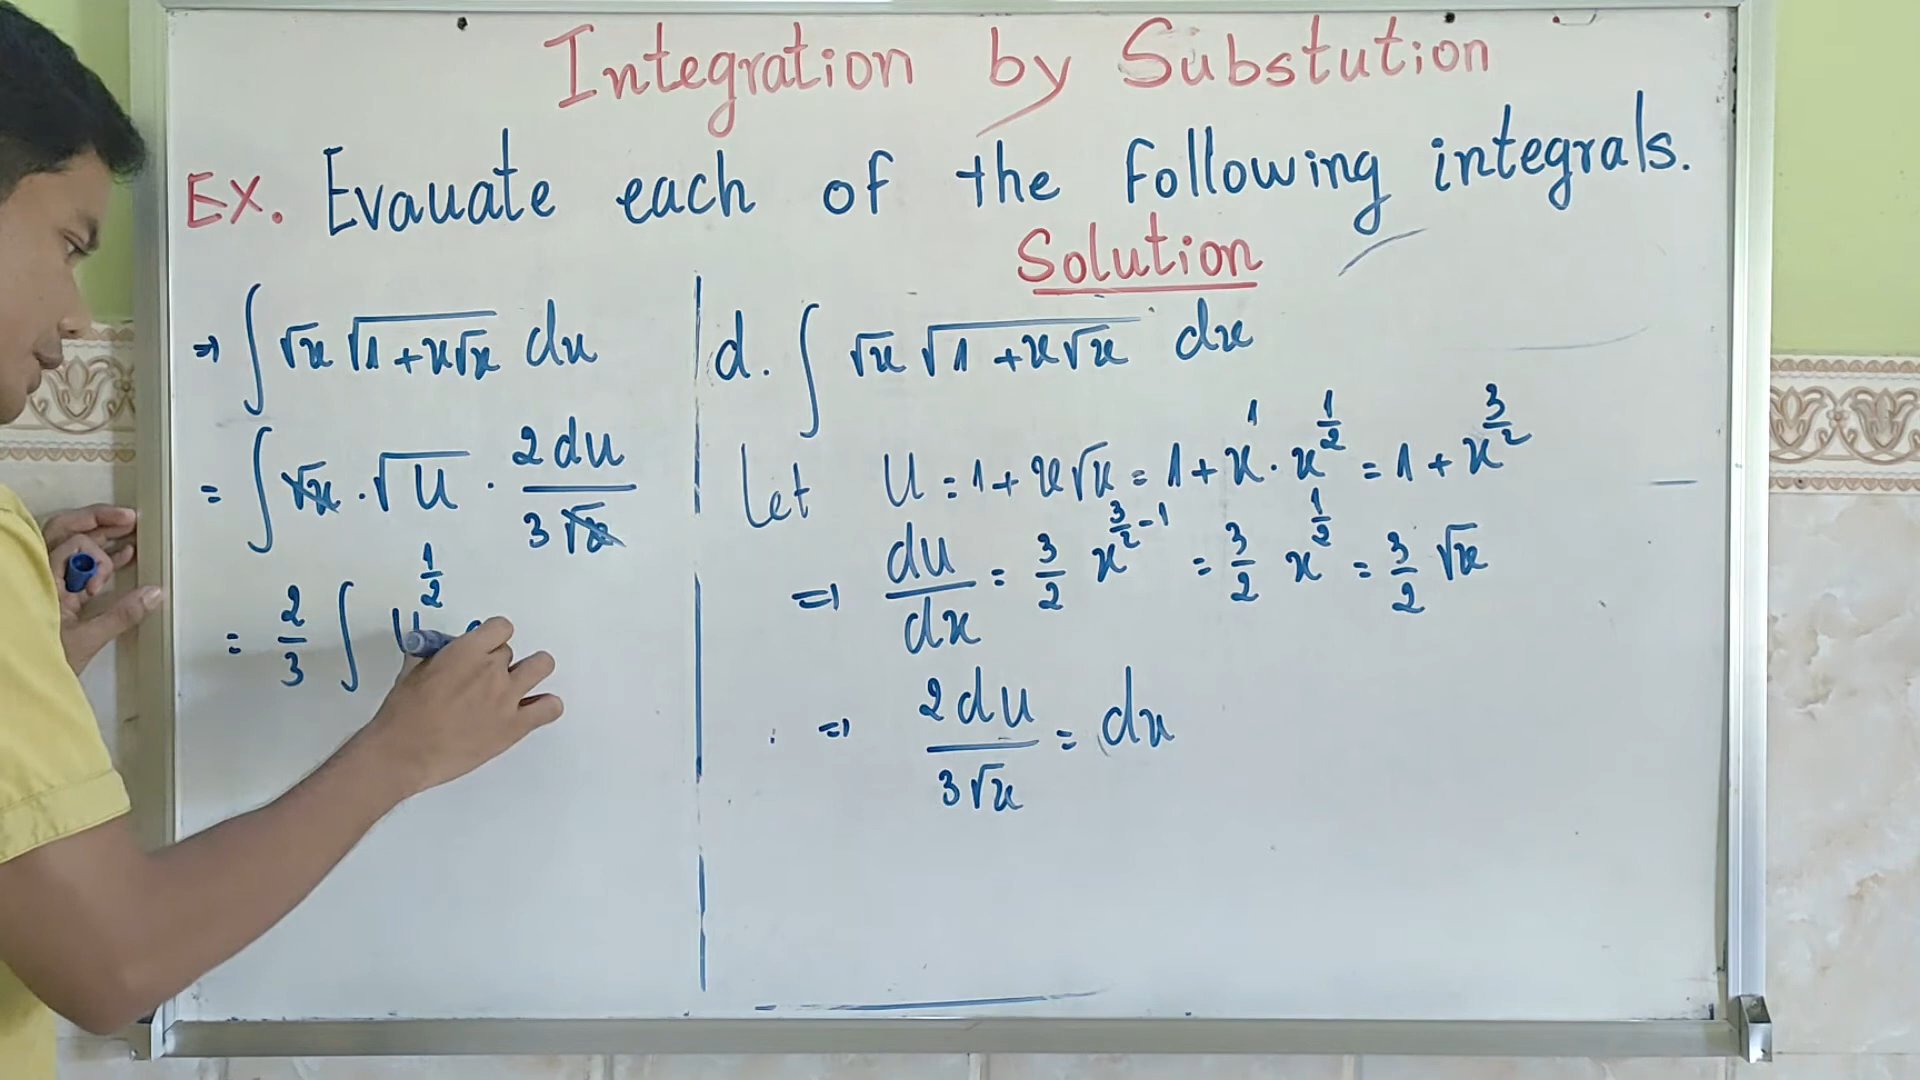 Integration by Substution
EX. Evauate each of the following integrals.
Solution
⇒ ∫ √x √(1+x√x) dx
= ∫ √x · √u · 2du / 3√x
= 2/3 ∫ u^(1/2)
d. ∫ √x √(1+x√x) dx
Let u = 1+x√x = 1+x^1 · x^(1/2) = 1+x^(3/2)
⇒ du/dx = 3/2 x^(3/2-1) = 3/2 x^(1/2) = 3/2 √x
⇒ 2du / 3√x = dx